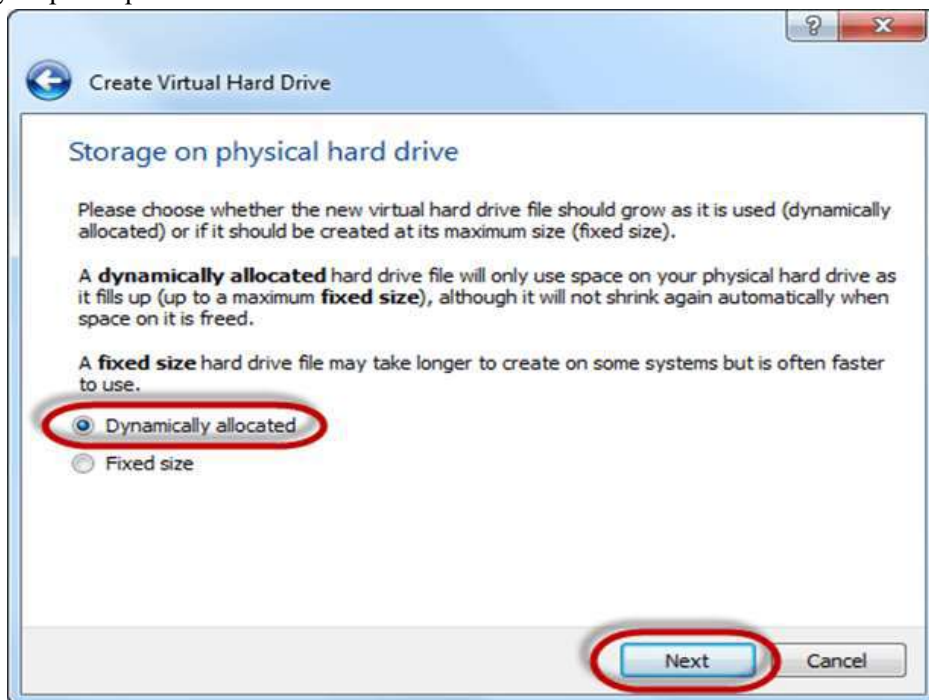 ?
X
Create Virtual Hard Drive
Storage on physical hard drive
Please choose whether the new virtual hard drive file should grow as it is used (dynamically
allocated) or if it should be created at its maximum size (fixed size).
A dynamically allocated hard drive file will only use space on your physical hard drive as
it fills up (up to a maximum fixed size), although it will not shrink again automatically when
space on it is freed.
A fixed size hard drive file may take longer to create on some systems but is often faster
to use.
Dynamically allocated
Fixed size
Next Cancel